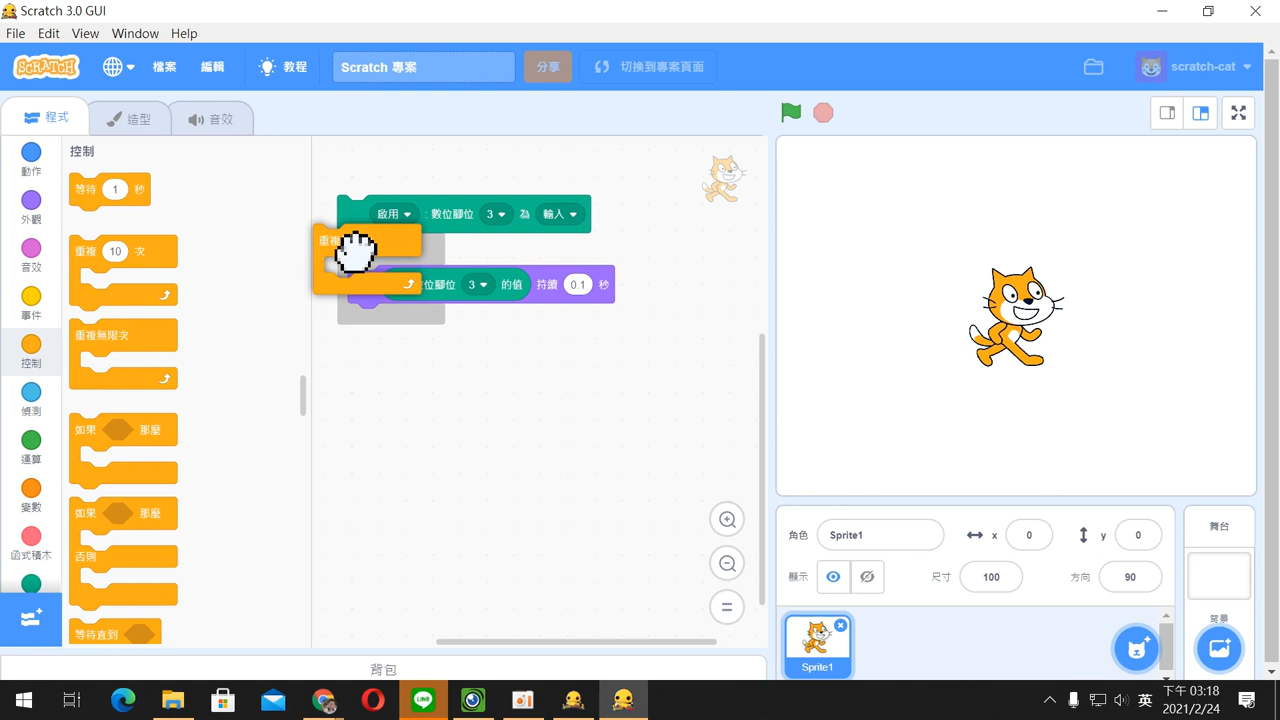 Scratch 3.0 GUI
File Edit View Window Help
SCRATCH 檔案 編輯 教程 Scratch 專案 分享 切換到專案頁面 scratch-cat
程式 造型 音效
動作
外觀
音效
事件
控制
偵測
運算
變數
函式積木
控制
等待 1 秒
重複 10 次
重複無限次
如果 那麼
如果 那麼
否則
等待直到
啟用 : 數位腳位 3 為 輸入
重複
位腳位 3 的值 持續 0.1 秒
背包
角色 Sprite1 x 0 y 0
顯示 尺寸 100 方向 90
Sprite1
舞台
背景
LINE
英
下午 03:18
2021/2/24